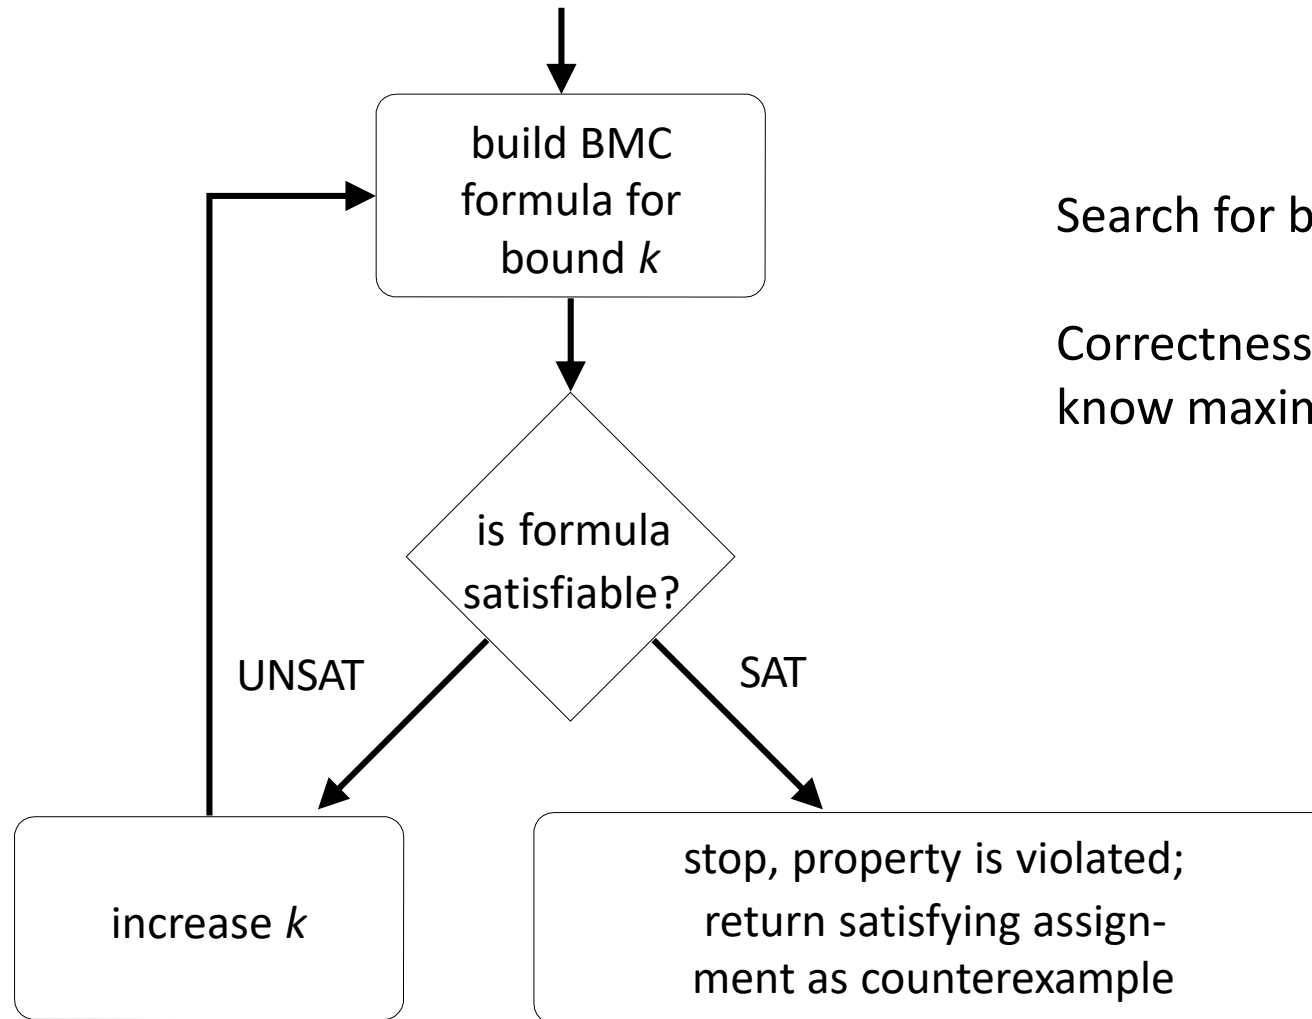 build BMC
formula for
bound k
Search for
Correctness
know
is formula
satisfiable?
UNSAT
SAT
increase k
stop, property is violated;
return satisfying assign-
ment as counterexample